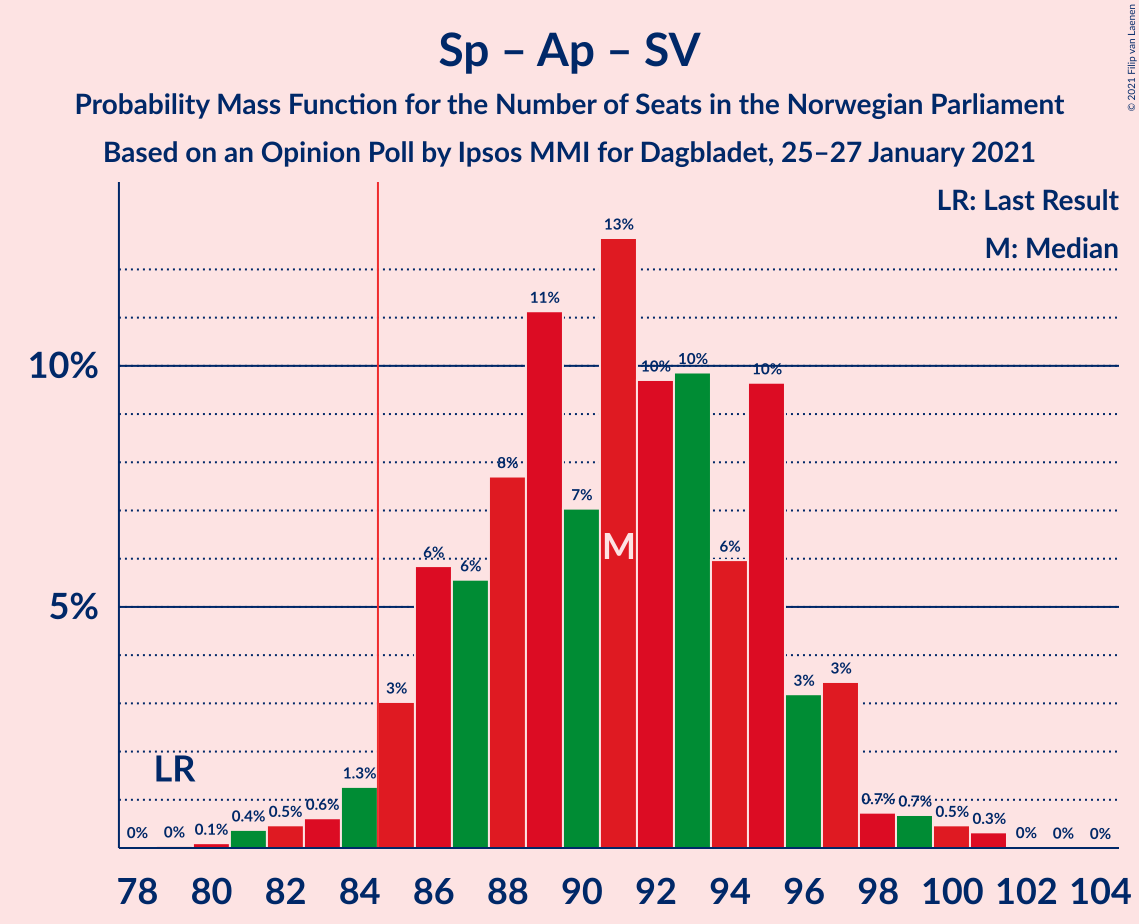 Sp – Ap – SV
Probability Mass Function for the Number of Seats in the Norwegian Parliament
Based on an Opinion Poll by Ipsos MMI for Dagbladet, 25–27 January 2021
© 2021 Filip van Laenen
LR: Last Result
M: Median
10%
5%
LR
M
0% 0% 0.1% 0.4% 0.5% 0.6% 1.3% 3% 6% 6% 8% 11% 7% 13% 10% 10% 6% 10% 3% 3% 0.7% 0.7% 0.5% 0.3% 0% 0% 0%
78 80 82 84 86 88 90 92 94 96 98 100 102 104